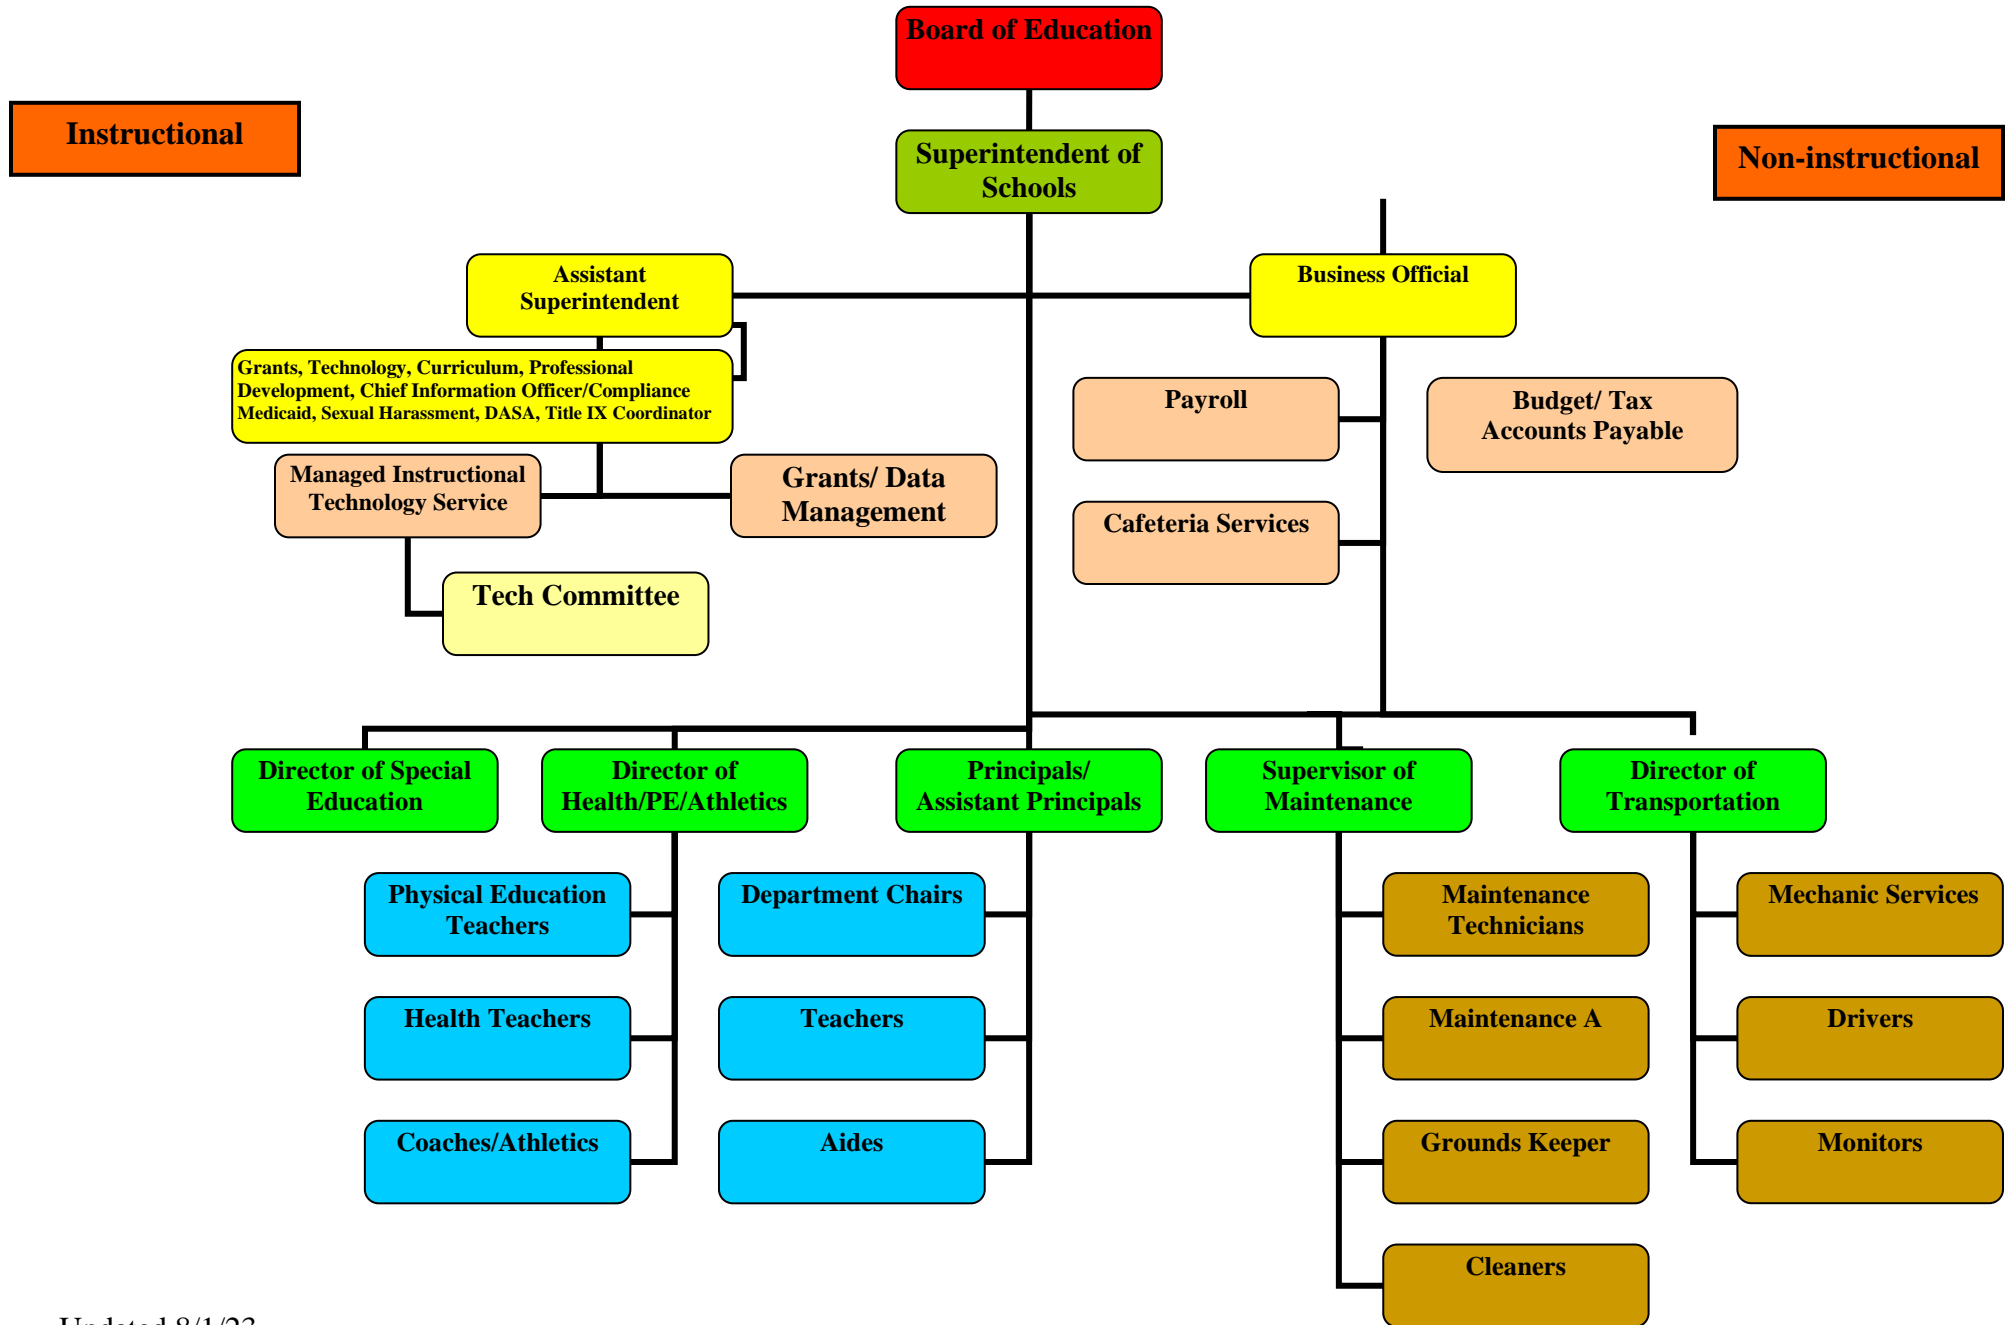 Board of Education
Instructional
Non-instructional
Superintendent of
Schools
Assistant
Superintendent
Business Official
Grants, Technology, Curriculum, Professional
Development, Chief Information Officer/Compliance
Medicaid, Sexual Harassment, DASA, Title IX Coordinator
Payroll
Budget/ Tax
Accounts Payable
Managed Instructional
Technology Service
Grants/ Data
Management
Cafeteria Services
Tech Committee
Director of Special
Education
Director of
Health/PE/Athletics
Principals/
Assistant Principals
Supervisor of
Maintenance
Director of
Transportation
Physical Education
Teachers
Department Chairs
Maintenance
Technicians
Mechanic Services
Health Teachers
Teachers
Maintenance A
Drivers
Coaches/Athletics
Aides
Grounds Keeper
Monitors
Cleaners
Updated 8/1/23